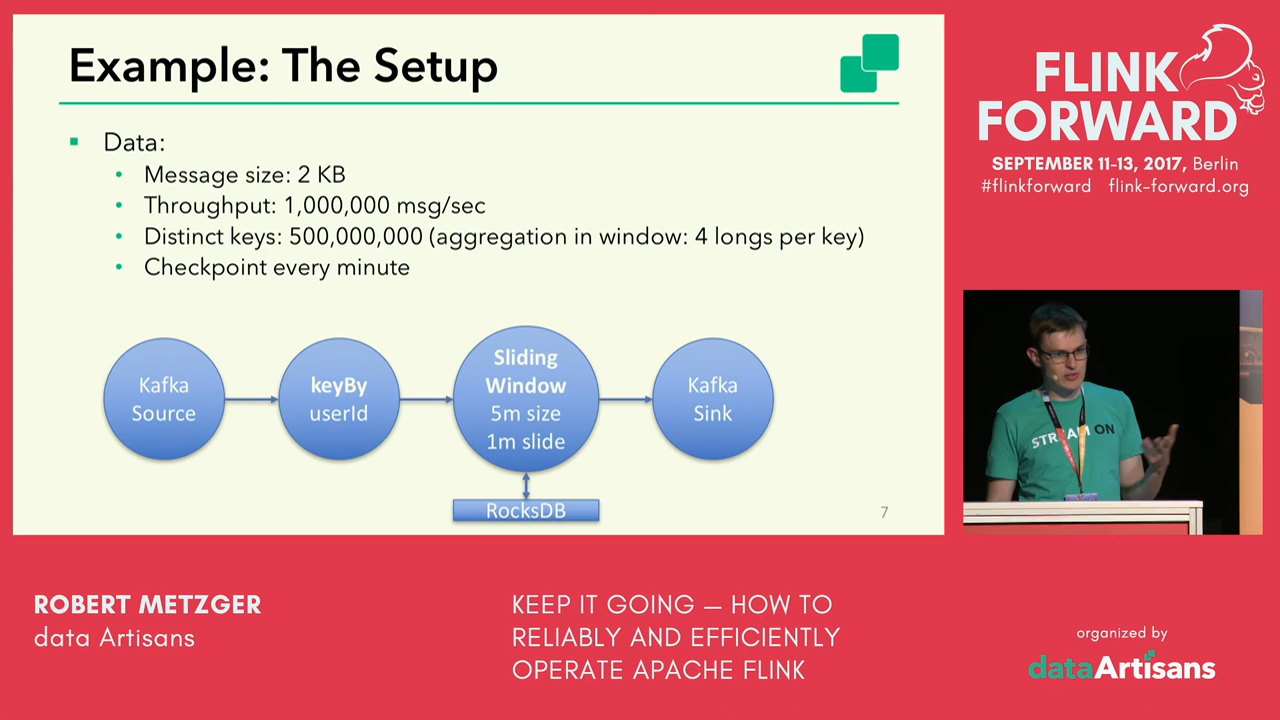 Example: The Setup
Data:
Message size: 2 KB
Throughput: 1,000,000 msg/sec
Distinct keys: 500,000,000 (aggregation in window: 4 longs per key)
Checkpoint every minute
Kafka
Source
keyBy
userId
Sliding
Window
5m size
1m slide
Kafka
Sink
RocksDB
7
FLINK
FORWARD
SEPTEMBER 11-13, 2017, Berlin
#flinkforward flink-forward.org
STREAM ON
ROBERT METZGER
data Artisans
KEEP IT GOING — HOW TO
RELIABLY AND EFFICIENTLY
OPERATE APACHE FLINK
organized by
dataArtisans